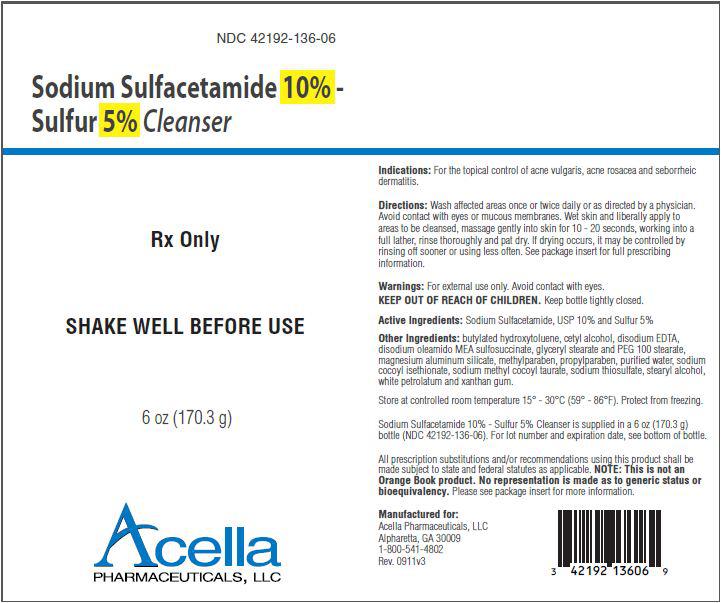 NDC 42192-136-06
Sodium Sulfacetamide 10% -
Sulfur 5% Cleanser
Rx Only
SHAKE WELL BEFORE USE
6 oz (170.3 g)
Acella
PHARMACEUTICALS, LLC
Indications: For the topical control of acne vulgaris, acne rosacea and seborrheic
dermatitis.
Directions: Wash affected areas once or twice daily or as directed by a physician.
Avoid contact with eyes or mucous membranes. Wet skin and liberally apply to
areas to be cleansed, massage gently into skin for 10 - 20 seconds, working into a
full lather, rinse thoroughly and pat dry. If drying occurs, it may be controlled by
rinsing off sooner or using less often. See package insert for full prescribing
information.
Warnings: For external use only. Avoid contact with eyes.
KEEP OUT OF REACH OF CHILDREN. Keep bottle tightly closed.
Active Ingredients: Sodium Sulfacetamide, USP 10% and Sulfur 5%
Other Ingredients: butylated hydroxytoluene, cetyl alcohol, disodium EDTA,
disodium oleamido MEA sulfosuccinate, glyceryl stearate and PEG 100 stearate,
magnesium aluminum silicate, methylparaben, propylparaben, purified water, sodium
cocoyl isethionate, sodium methyl cocoyl taurate, sodium thiosulfate, stearyl alcohol,
white petrolatum and xanthan gum.
Store at controlled room temperature 15° - 30°C (59° - 86°F). Protect from freezing.
Sodium Sulfacetamide 10% - Sulfur 5% Cleanser is supplied in a 6 oz (170.3 g)
bottle (NDC 42192-136-06). For lot number and expiration date, see bottom of bottle.
All prescription substitutions and/or recommendations using this product shall be
made subject to state and federal statutes as applicable. NOTE: This is not an
Orange Book product. No representation is made as to generic status or
bioequivalency. Please see package insert for more information.
Manufactured for:
Acella Pharmaceuticals, LLC
Alpharetta, GA 30009
1-800-541-4802
Rev. 0911v3
3 42192 13606 9